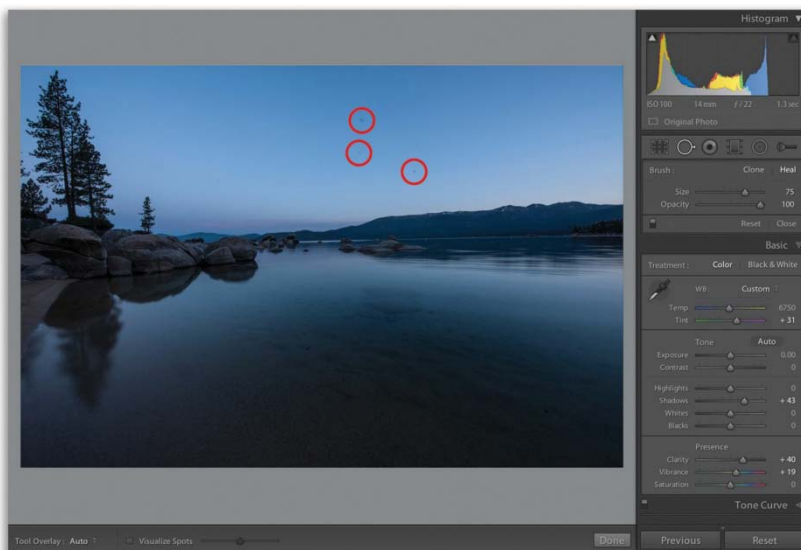 Histogram
ISO 100 14 mm f / 22 1.3 sec
Original Photo
Brush : Clone Heal
Size 75
Opacity 100
Reset Close
Basic
Treatment : Color Black & White
WB : Custom
Temp 6750
Tint + 31
Tone Auto
Exposure 0.00
Contrast 0
Highlights 0
Shadows + 43
Whites 0
Blacks 0
Presence
Clarity + 40
Vibrance + 19
Saturation 0
Tone Curve
Tool Overlay : Auto Visualize Spots Done Previous Reset